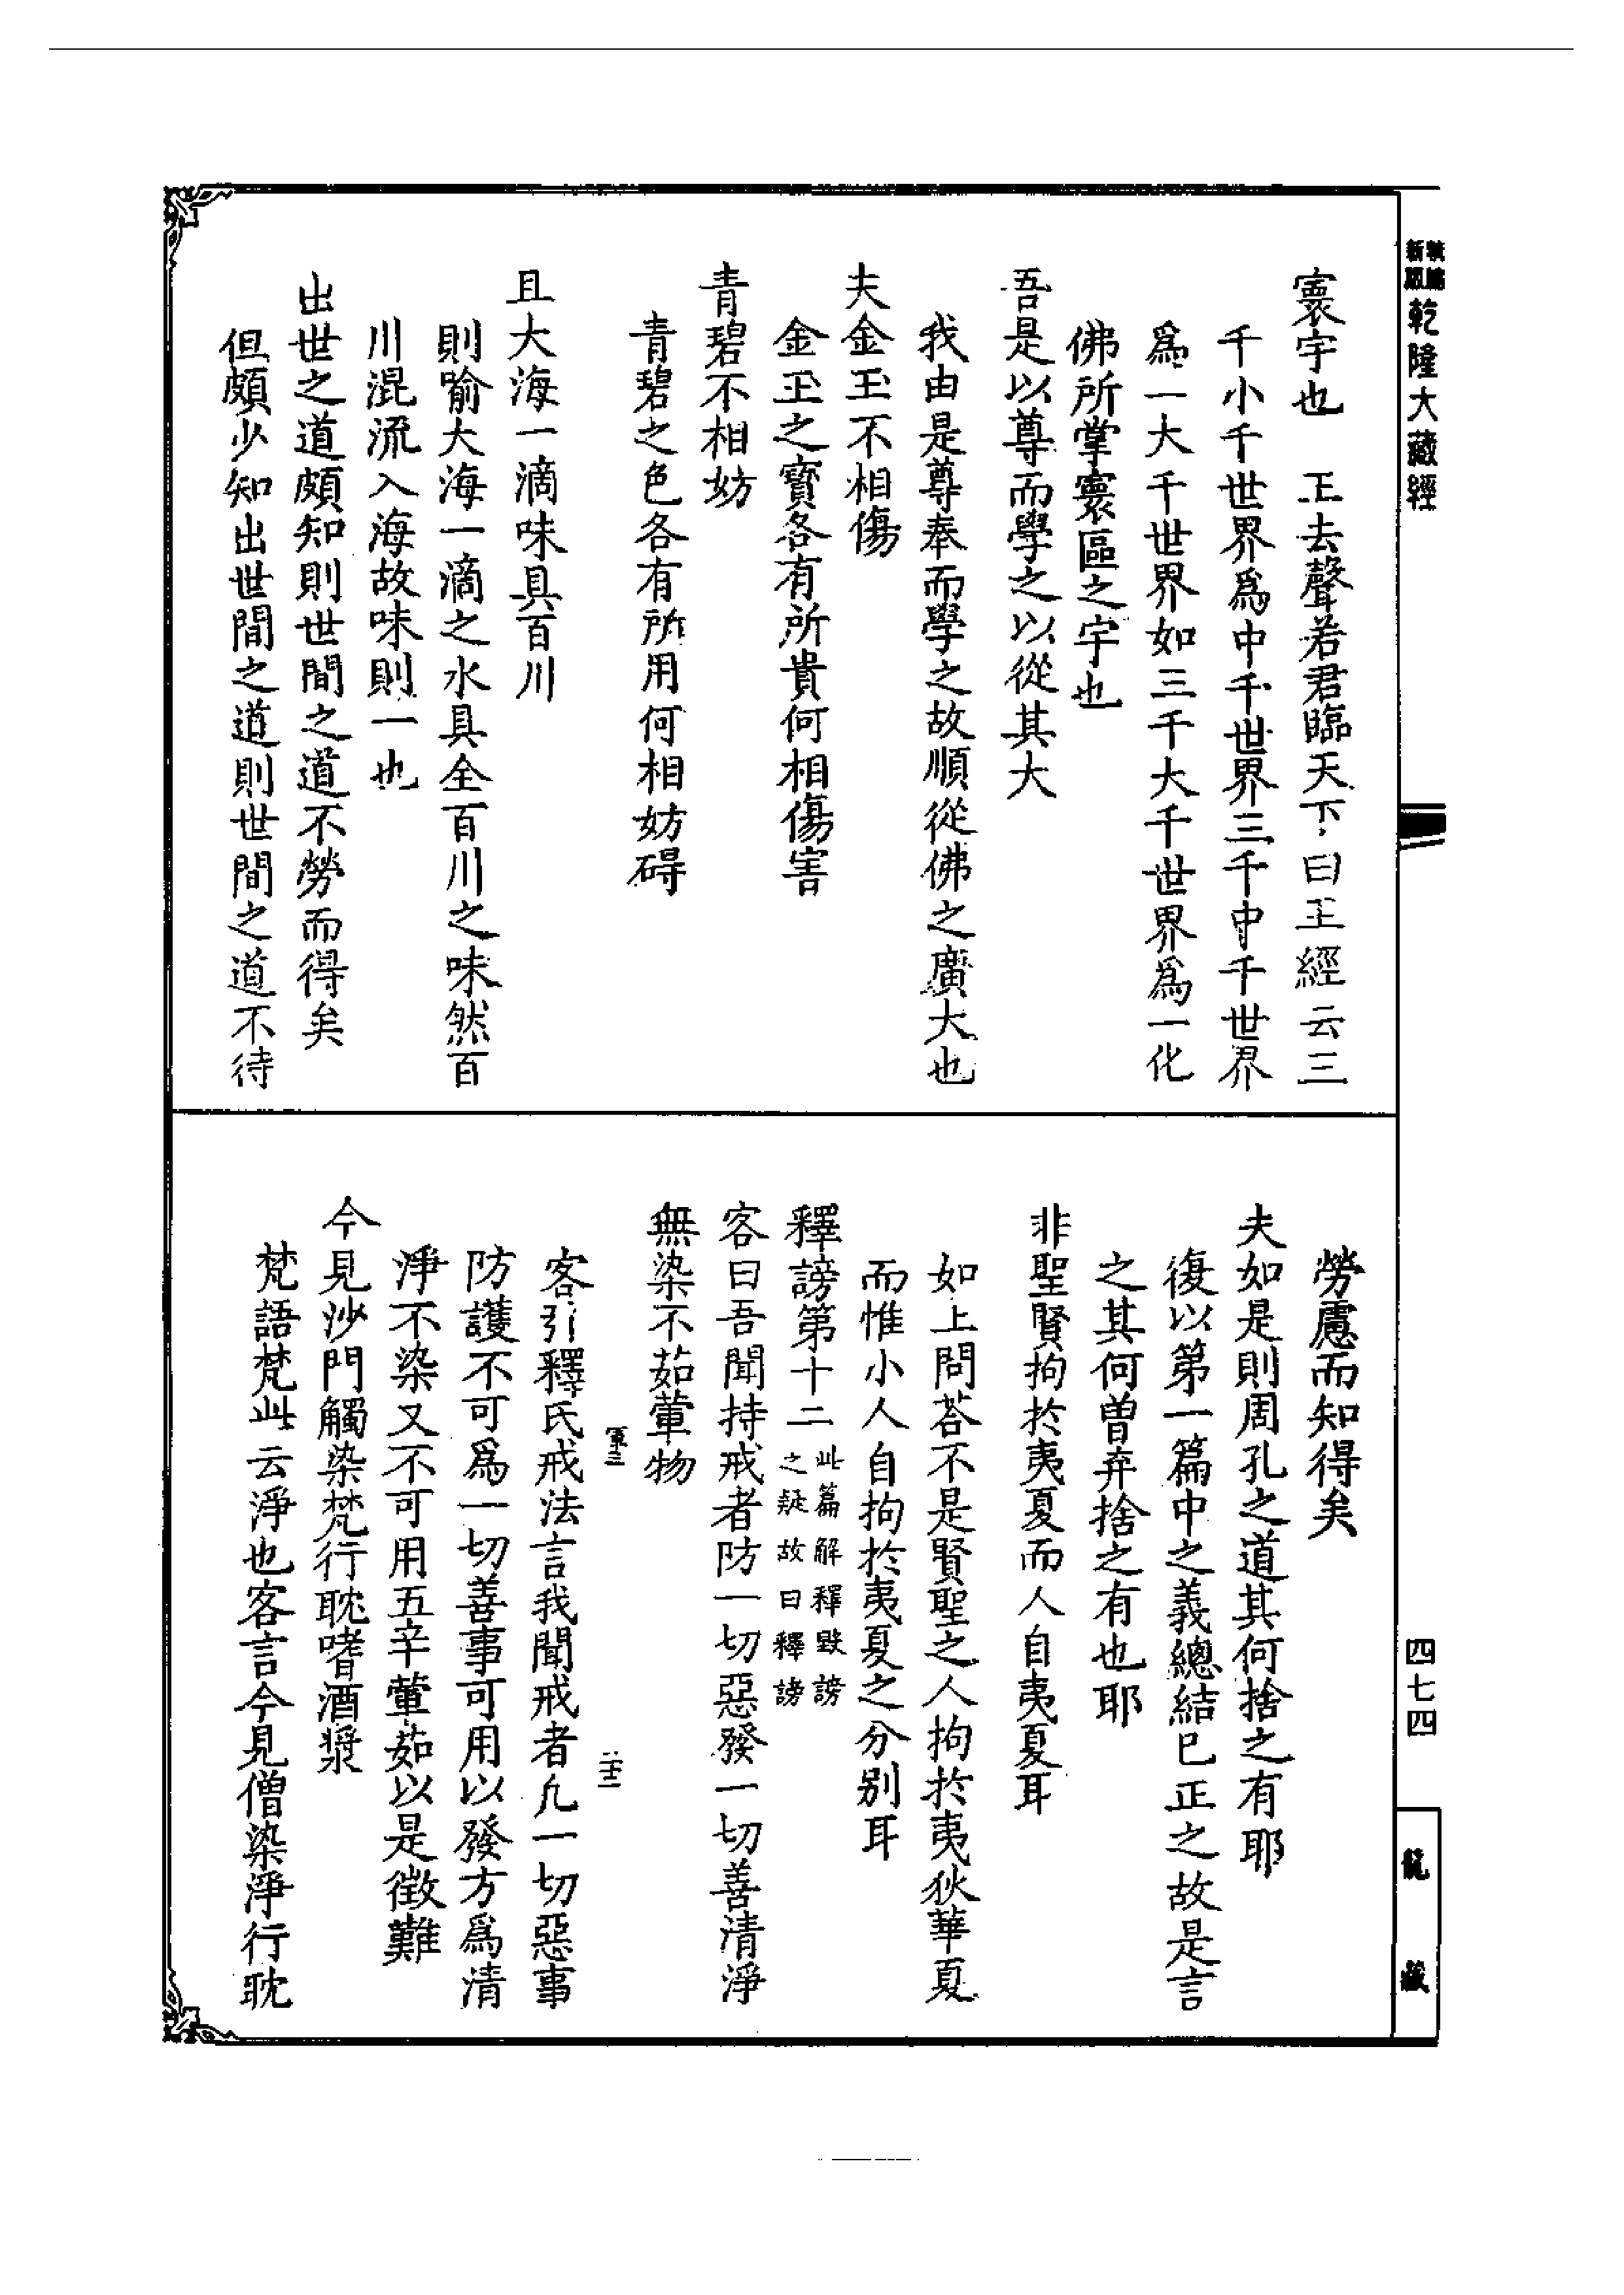 乾隆大藏經
寰宇也　王去聲若君臨天下曰王經云三
千小千世界爲中千世界三千中千世界
爲一大千世界如三千大千世界爲一化
佛所掌寰區之宇也
吾是以尊而學之以從其大
我由是尊奉而學之故順從佛之廣大也
夫金玉不相傷
金玉之寳各有所貴何相傷害
青碧不相妨
青碧之色各有所用何相妨碍
且大海一滴味具百川
則喻大海一滴之水具全百川之味然百
川混流入海故味則一也
出世之道頗知則世間之道不勞而得矣
但頗少知出世間之道則世間之道不待
勞慮而知得矣
夫如是則周孔之道其何捨之有耶
復以第一篇中之義總結已正之故是言
之其何曾弃捨之有也耶
非聖賢拘於夷夏而人自夷夏耳
如上問荅不是賢聖之人拘於夷狄華夏
而惟小人自拘於夷夏之分别耳
釋謗第十二此篇解釋毀謗之疑故曰釋謗
客曰吾聞持戒者防一切惡發一切善清淨
無染不茹葷物
客引釋氏戒法言我聞戒者凢一切惡事
防護不可爲一切善事可用以發方爲清
淨不染又不可用五辛葷茹以是徵難
今見沙門觸染梵行耽嗜酒漿
梵語梵此云淨也客言今見僧染淨行耽
四七四
龍藏